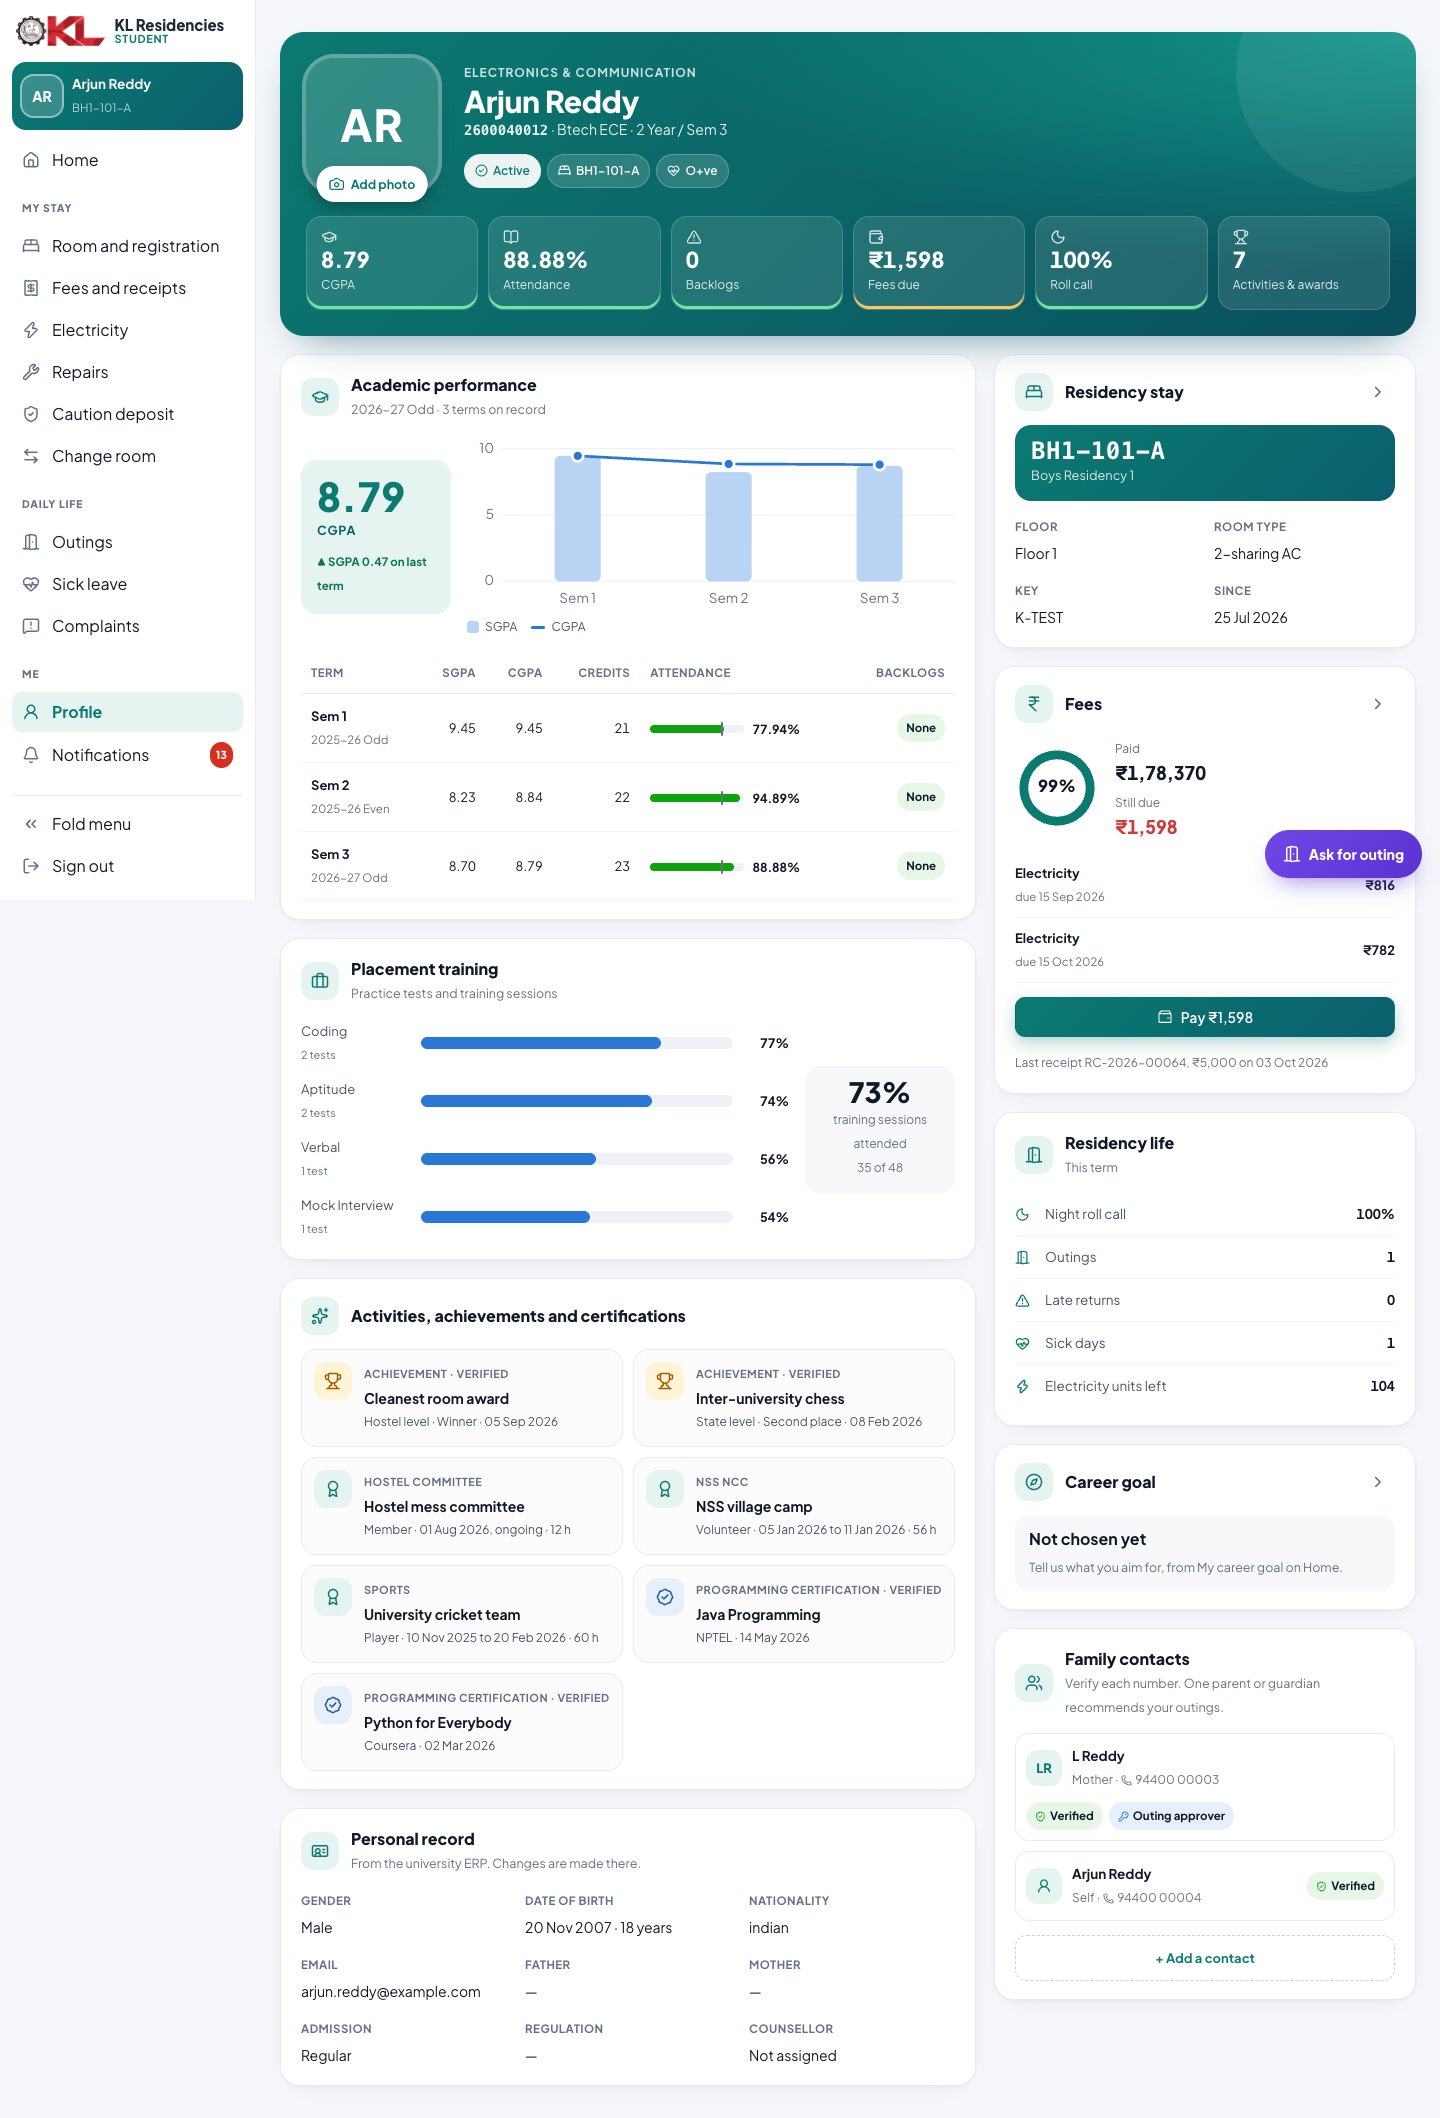 KL
KL Residencies
STUDENT
AR
Arjun Reddy
BH1-101-A
Home
MY STAY
Room and registration
Fees and receipts
Electricity
Repairs
Caution deposit
Change room
DAILY LIFE
Outings
Sick leave
Complaints
ME
Profile
Notifications 13
Fold menu
Sign out
AR
Add photo
ELECTRONICS & COMMUNICATION
Arjun Reddy
2600040012 · Btech ECE · 2 Year / Sem 3
Active BH1-101-A O+ve
8.79
CGPA
88.88%
Attendance
0
Backlogs
₹1,598
Fees due
100%
Roll call
7
Activities & awards
Academic performance
2026-27 Odd · 3 terms on record
8.79
CGPA
▲ SGPA 0.47 on last
term
10
5
0
Sem 1 Sem 2 Sem 3
SGPA CGPA
TERM SGPA CGPA CREDITS ATTENDANCE BACKLOGS
Sem 1
2025-26 Odd
9.45 9.45 21 77.94% None
Sem 2
2025-26 Even
8.23 8.84 22 94.89% None
Sem 3
2026-27 Odd
8.70 8.79 23 88.88% None
Placement training
Practice tests and training sessions
Coding
2 tests
77%
Aptitude
2 tests
74%
Verbal
1 test
56%
Mock Interview
1 test
54%
73%
training sessions
attended
35 of 48
Activities, achievements and certifications
ACHIEVEMENT · VERIFIED
Cleanest room award
Hostel level · Winner · 05 Sep 2026
ACHIEVEMENT · VERIFIED
Inter-university chess
State level · Second place · 08 Feb 2026
HOSTEL COMMITTEE
Hostel mess committee
Member · 01 Aug 2026, ongoing · 12 h
NSS NCC
NSS village camp
Volunteer · 05 Jan 2026 to 11 Jan 2026 · 56 h
SPORTS
University cricket team
Player · 10 Nov 2025 to 20 Feb 2026 · 60 h
PROGRAMMING CERTIFICATION · VERIFIED
Java Programming
NPTEL · 14 May 2026
PROGRAMMING CERTIFICATION · VERIFIED
Python for Everybody
Coursera · 02 Mar 2026
Personal record
From the university ERP. Changes are made there.
GENDER DATE OF BIRTH NATIONALITY
Male 20 Nov 2007 · 18 years indian
EMAIL FATHER MOTHER
arjun.reddy@example.com — —
ADMISSION REGULATION COUNSELLOR
Regular — Not assigned
Residency stay
BH1-101-A
Boys Residency 1
FLOOR ROOM TYPE
Floor 1 2-sharing AC
KEY SINCE
K-TEST 25 Jul 2026
₹ Fees
99%
Paid
₹1,78,370
Still due
₹1,598
Ask for outing
Electricity
due 15 Sep 2026
₹816
Electricity
due 15 Oct 2026
₹782
Pay ₹1,598
Last receipt RC-2026-00064, ₹5,000 on 03 Oct 2026
Residency life
This term
Night roll call 100%
Outings 1
Late returns 0
Sick days 1
Electricity units left 104
Career goal
Not chosen yet
Tell us what you aim for, from My career goal on Home.
Family contacts
Verify each number. One parent or guardian
recommends your outings.
LR
L Reddy
Mother · 94400 00003
Verified Outing approver
Arjun Reddy
Self · 94400 00004
Verified
+ Add a contact